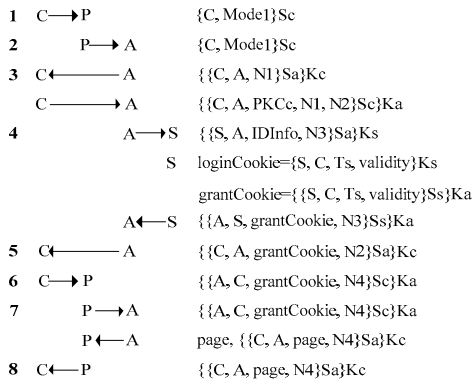 1 C P {C, Mode1}Sc
2 P A {C, Mode1}Sc
3 C A {{C, A, N1}Sa}Kc
C A {{C, A, PKCc, N1, N2}Sc}Ka
4 A S {{S, A, IDInfo, N3}Sa}Ks
S loginCookie={S, C, Ts, validity}Ks
grantCookie={{S, C, Ts, validity}Ss}Ka
A S {{A, S, grantCookie, N3}Ss}Ka
5 C A {{C, A, grantCookie, N2}Sa}Kc
6 C P {{A, C, grantCookie, N4}Sc}Ka
7 P A {{A, C, grantCookie, N4}Sc}Ka
P A page, {{C, A, page, N4}Sa}Kc
8 C P {{C, A, page, N4}Sa}Kc